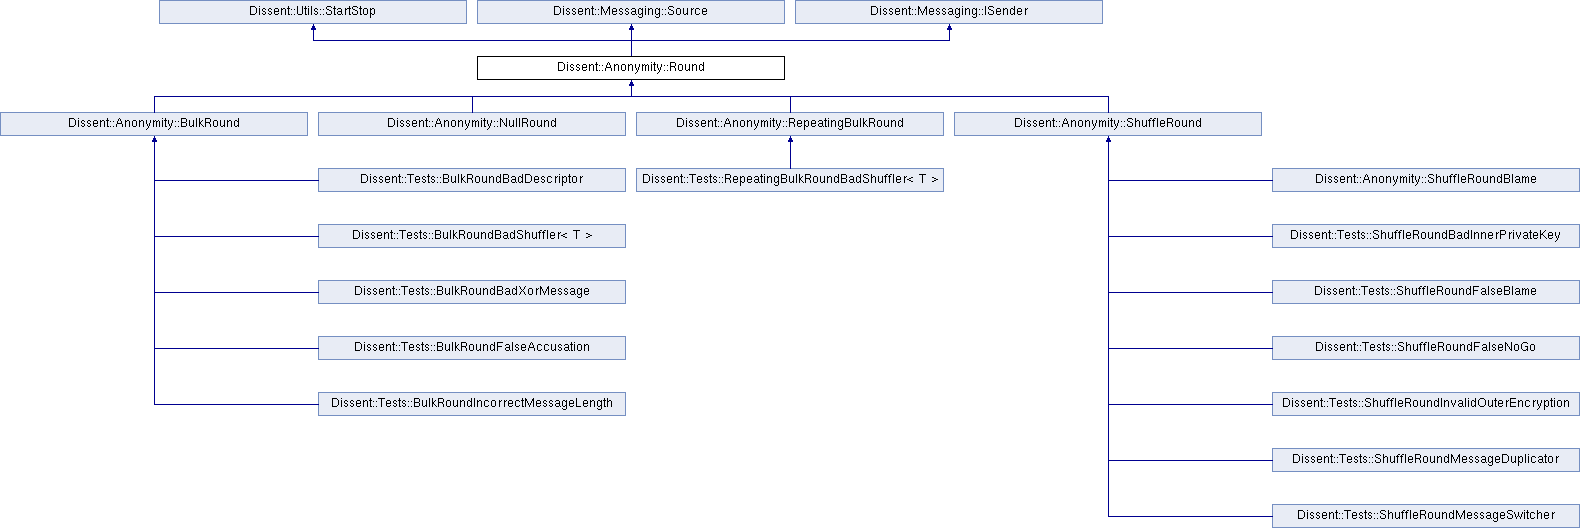 Dissent::Utils::StartStop
Dissent::Messaging::Source
Dissent::Messaging::ISender
Dissent::Anonymity::Round
Dissent::Anonymity::BulkRound
Dissent::Anonymity::NullRound
Dissent::Anonymity::RepeatingBulkRound
Dissent::Anonymity::ShuffleRound
Dissent::Tests::BulkRoundBadDescriptor
Dissent::Tests::RepeatingBulkRoundBadShuffler< T >
Dissent::Anonymity::ShuffleRoundBlame
Dissent::Tests::BulkRoundBadShuffler< T >
Dissent::Tests::ShuffleRoundBadInnerPrivateKey
Dissent::Tests::BulkRoundBadXorMessage
Dissent::Tests::ShuffleRoundFalseBlame
Dissent::Tests::BulkRoundFalseAccusation
Dissent::Tests::ShuffleRoundFalseNoGo
Dissent::Tests::BulkRoundIncorrectMessageLength
Dissent::Tests::ShuffleRoundInvalidOuterEncryption
Dissent::Tests::ShuffleRoundMessageDuplicator
Dissent::Tests::ShuffleRoundMessageSwitcher